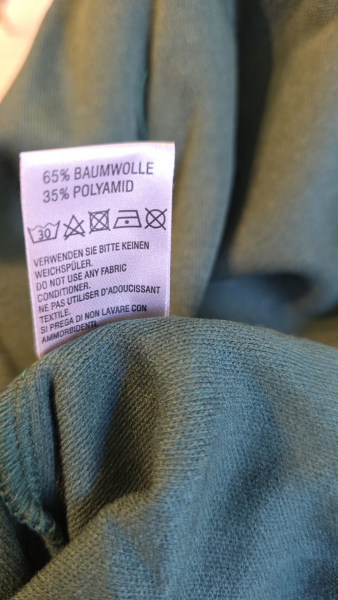 65% BAUMWOLLE
35% POLYAMID
30
VERWENDEN SIE BITTE KEINEN
WEICHSPÜLER.
DO NOT USE ANY FABRIC
CONDITIONER.
NE PAS UTILISER D'ADOUCISSANT
TEXTILE.
SI PREGA DI NON LAVARE CON
AMMORBIDENTI.